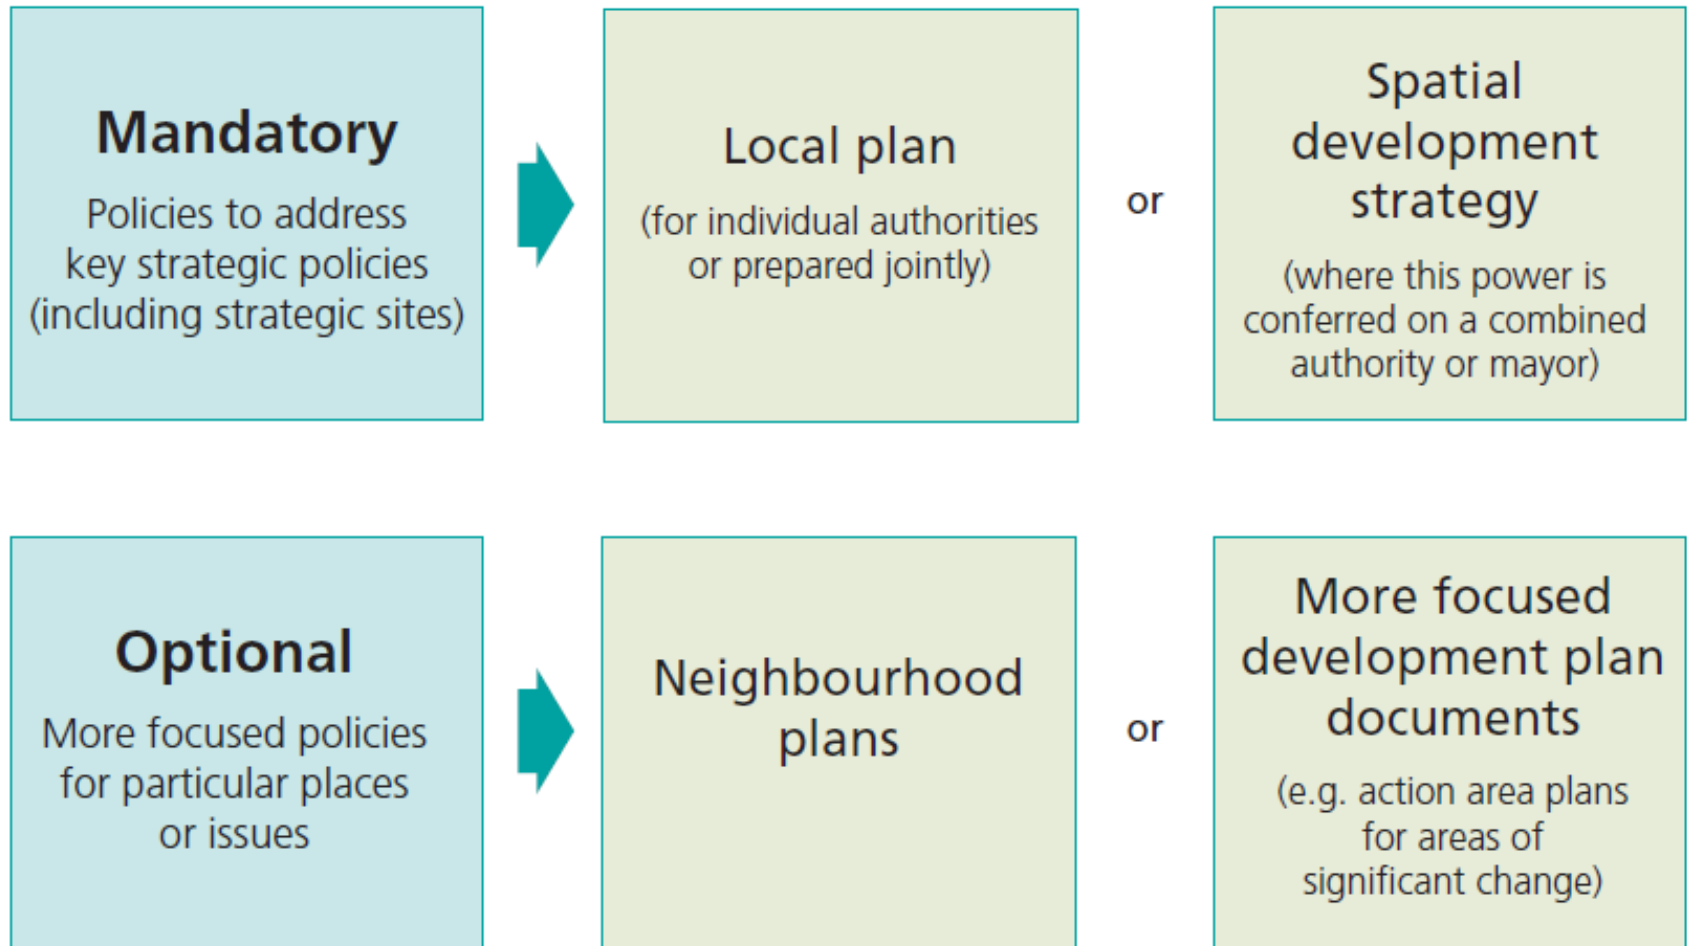 Mandatory
Policies to address
key strategic policies
(including strategic sites)
Local plan
(for individual authorities
or prepared jointly)
or
Spatial
development
strategy
(where this power is
conferred on a combined
authority or mayor)
Optional
More focused policies
for particular places
or issues
Neighbourhood
plans
or
More focused
development plan
documents
(e.g. action area plans
for areas of
significant change)